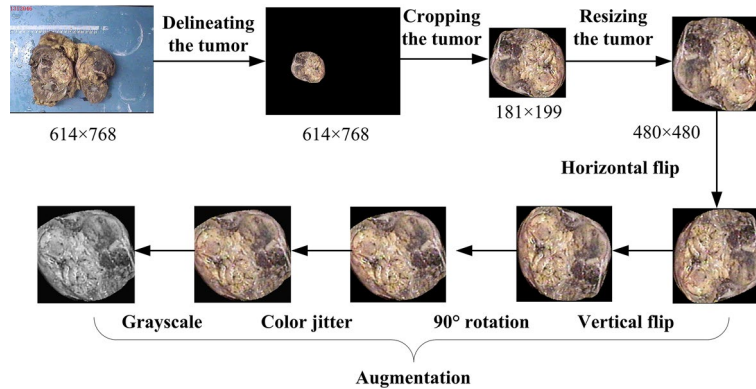 Delineating
the tumor
Cropping
the tumor
Resizing
the tumor
614×768
614×768
181×199
480×480
Horizontal flip
Grayscale
Color jitter
90° rotation
Vertical flip
Augmentation